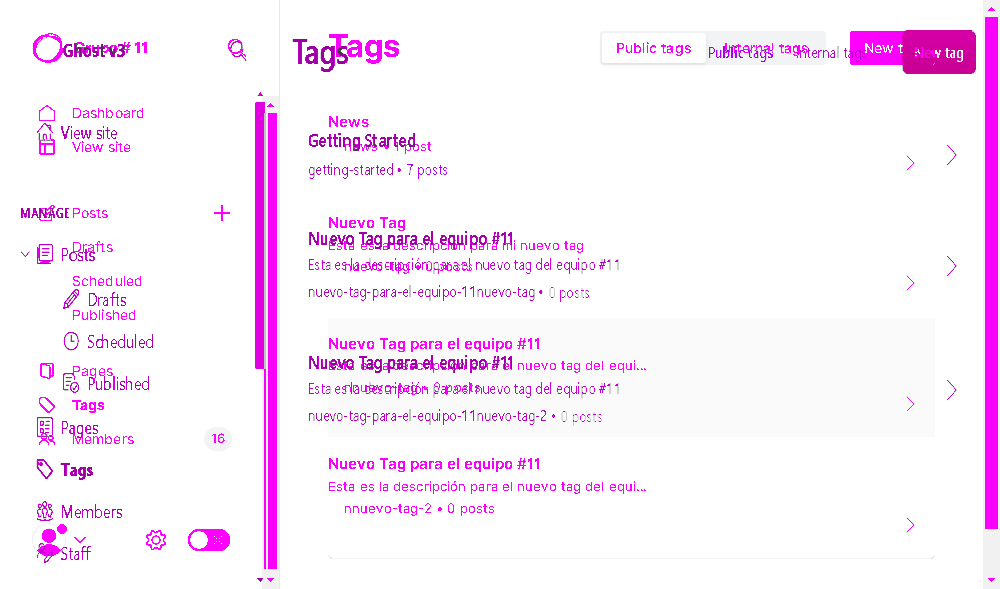 Grupo # 11
Ghost v3
Dashboard
View site
View site
MANAGE
Posts
Drafts
Posts
Scheduled
Drafts
Published
Scheduled
Pages
Published
Tags
Pages
Members
16
Tags
Members
Staff
Tags
Tags
Public tags
Internal tags
New t
Public tags
Internal tags
New tag
News
Getting Started
news • 1 post
getting-started • 7 posts
Nuevo Tag
Nuevo Tag para el equipo #11
Esta es la descripción para mi nuevo tag
Esta es la descripción para el nuevo tag del equipo #11
nuevo-tag • 0 posts
nuevo-tag-para-el-equipo-11nuevo-tag • 0 posts
Nuevo Tag para el equipo #11
Nuevo Tag para el equipo #11
Esta es la descripción para el nuevo tag del equi...
Esta es la descripción para el nuevo tag del equipo #11
nnuevo-tag • 0 posts
nuevo-tag-para-el-equipo-11nuevo-tag-2 • 0 posts
Nuevo Tag para el equipo #11
Esta es la descripción para el nuevo tag del equi...
nnuevo-tag-2 • 0 posts